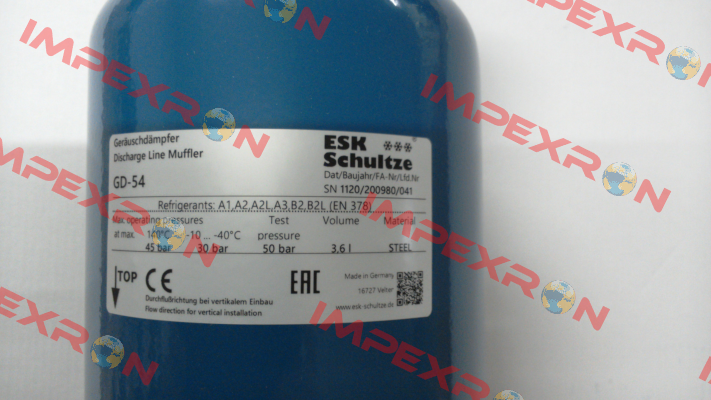 Geräuschdämpfer
Discharge Line Muffler
GD-54
ESK ❄❄❄®
Schultze
Dat/Baujahr/FA-Nr/Lfd.Nr
SN 1120/200980/041
Refrigerants: A1,A2,A2L,A3,B2,B2L (EN 378)
Max. operating pressures Test Volume Material
at max. 140°C ... -10 ... -40°C pressure
45 bar 30 bar 50 bar 3,6 l STEEL
TOP CE EAC
Made in Germany
16727 Velten
www.esk-schultze.de
Durchflußrichtung bei vertikalem Einbau
Flow direction for vertical installation
IMPEXRON
IMPEXRON
IMPEXRON
IMPEXRON
IMPEXRON